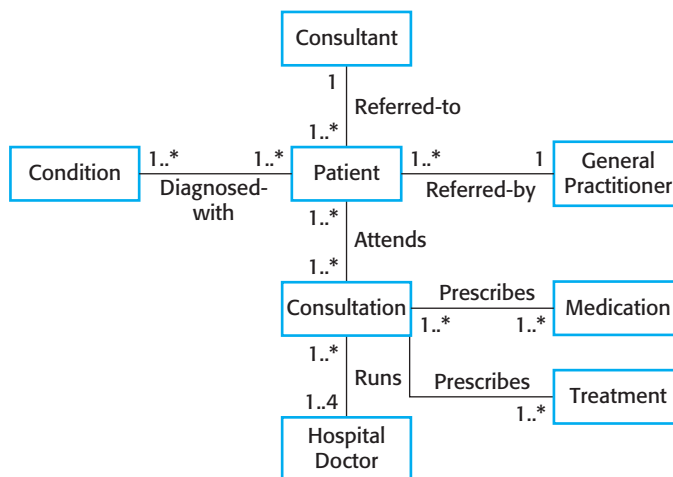 Consultant
1
Referred-to
1..*
1..*
1..*
1..*
1
Condition
Patient
General
Practitioner
Diagnosed-
with
Referred-by
1..*
Attends
1..*
Consultation
Prescribes
Medication
1..*
1..*
1..*
Runs
Prescribes
Treatment
1..4
1..*
Hospital
Doctor